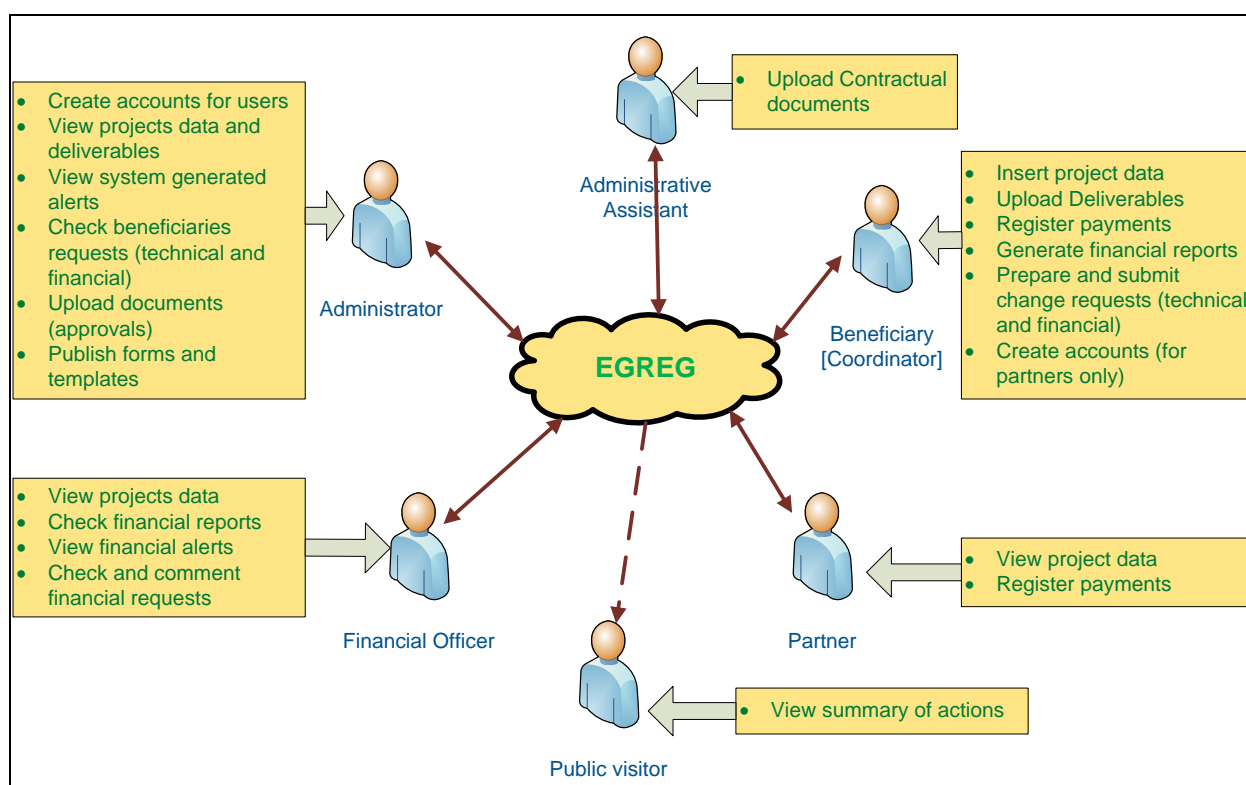 • Upload Contractual
documents
Administrative
Assistant
• Create accounts for users
• View projects data and
deliverables
• View system generated
alerts
• Check beneficiaries
requests (technical and
financial)
• Upload documents
(approvals)
• Publish forms and
templates
Administrator
• Insert project data
• Upload Deliverables
• Register payments
• Generate financial reports
• Prepare and submit
change requests (technical
and financial)
• Create accounts (for
partners only)
Beneficiary
[Coordinator]
EGREG
• View projects data
• Check financial reports
• View financial alerts
• Check and comment
financial requests
Financial Officer
• View project data
• Register payments
Partner
• View summary of actions
Public visitor